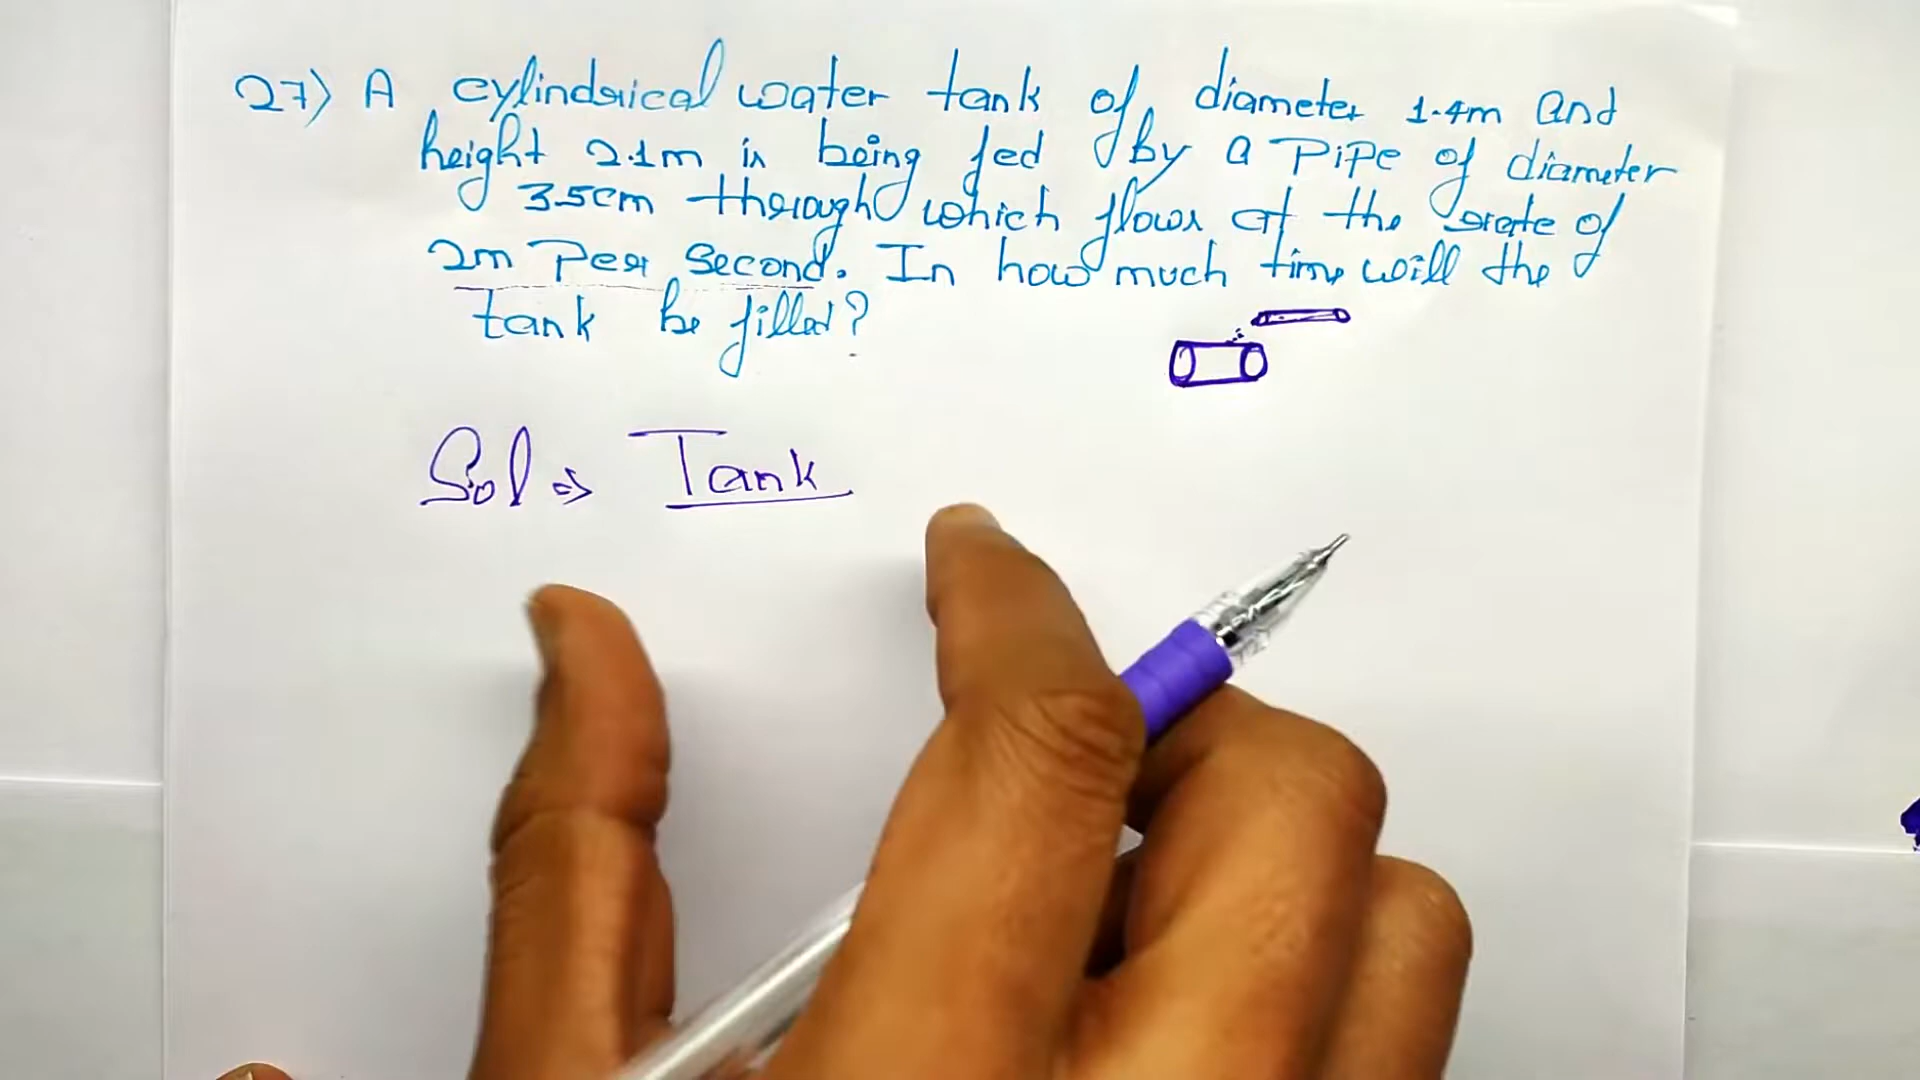 27) A cylindrical water tank of diameter 1.4m and
height 2.1m is being fed by a Pipe of diameter
3.5cm through which flows at the rate of
2m Per Second. In how much time will the
tank be filled?
Sol ⇒ Tank